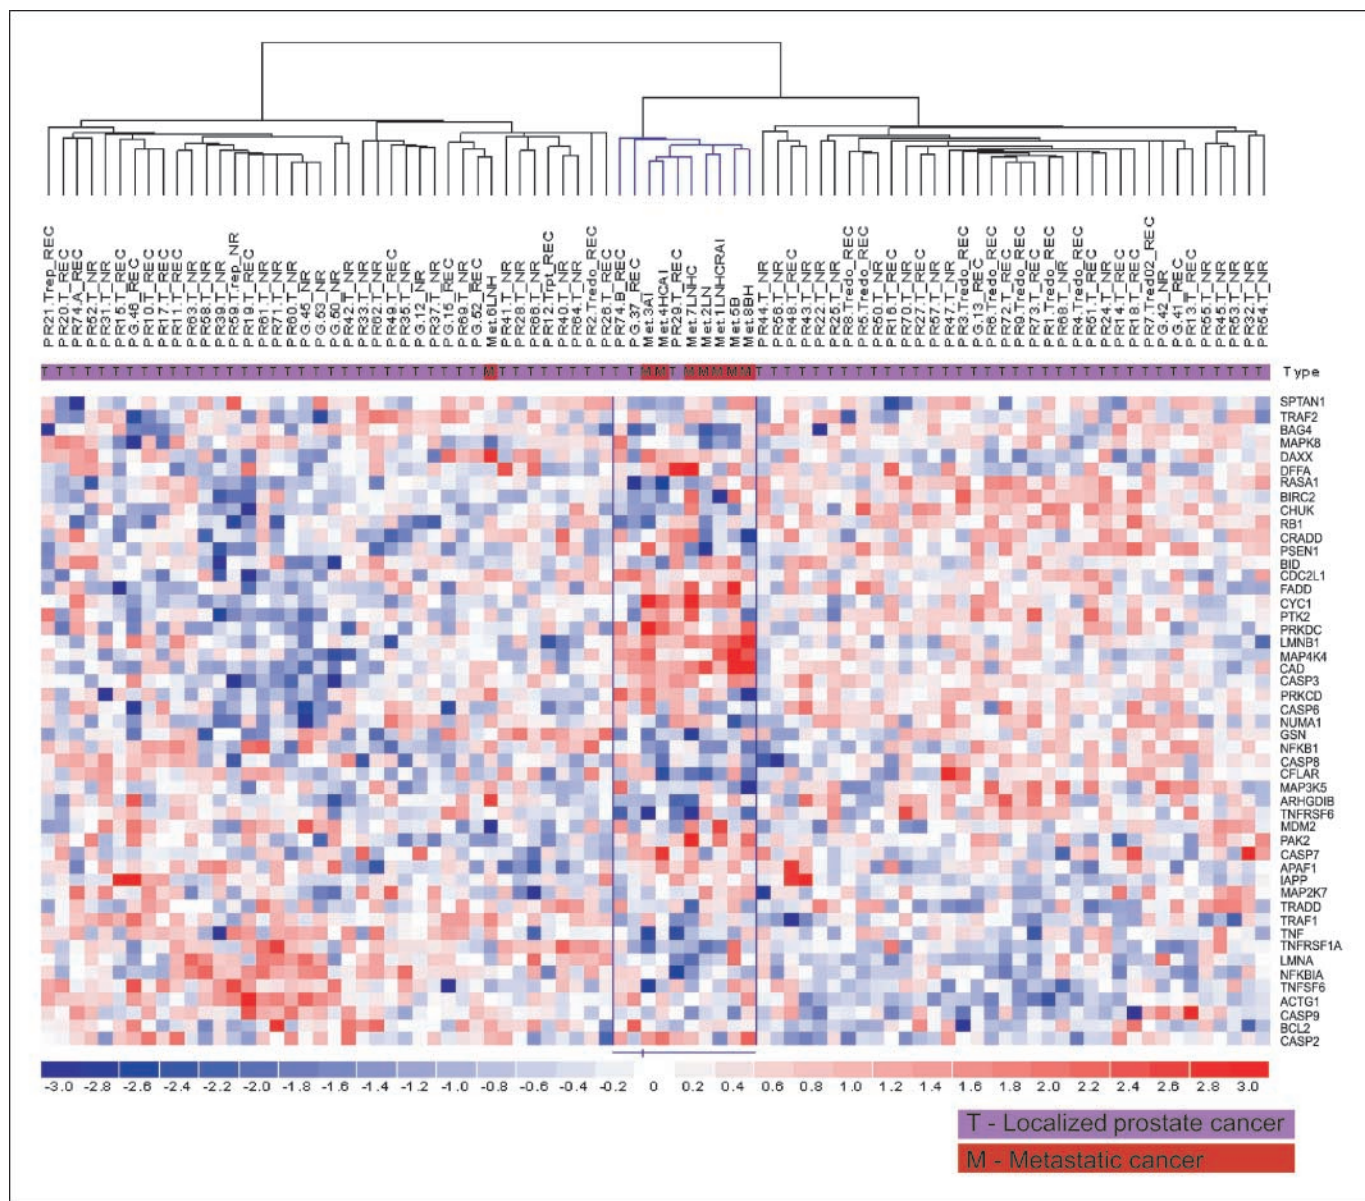 PR21.Trep_REC
PR20.T_REC
PR74.A_REC
PR62.T_NR
PR31.T_NR
PR15.T_REC
PG.46_REC
PR10.T_REC
PR17.T_REC
PR11.T_REC
PR63.T_NR
PR58.T_NR
PR39.T_NR
PR59.T.rep_NR
PR19.T_REC
PR61.T_NR
PR71.T_NR
PR60.T_NR
PG.45_NR
PG.53_NR
PG.50_NR
PR42.T_NR
PR33.T_NR
PR82.T_NR
PR49.T_REC
PR35.T_NR
PG.12_NR
PR37.T_NR
PG.15_REC
PR69.T_NR
PG.52_REC
Met.6LNH
PR41.T_NR
PR28.T_NR
PR66.T_NR
PR12.Trpt_REC
PR40.T_NR
PR64.T_NR
PR2.Tredo_REC
PR26.T_REC
PR74.B_REC
PG.37_REC
Met.3AI
Met.4HCAI
PR29.T_REC
Met.7LNHC
Met.2LN
Met.1LNHCRAI
Met.5B
Met.8BH
PR44.T_NR
PR56.T_NR
PR48.T_REC
PR43.T_NR
PR22.T_NR
PR25.T_NR
PR8.Tredo_REC
PR5.Tredo_REC
PR50.T_NR
PR16.T_REC
PR70.T_NR
PR27.T_REC
PR57.T_NR
PR47.T_NR
PR3.Tredo_REC
PG.13_REC
PR6.Tredo_REC
PR72.T_REC
PR9.Tredo_REC
PR73.T_REC
PR1.Tredo_REC
PR68.T_NR
PR4.Tredo_REC
PR51.T_REC
PR24.T_NR
PR14.T_REC
PR18.T_REC
PR7.Tred02_REC
PG.42_NR
PG.41_REC
PR13.T_REC
PR55.T_NR
PR45.T_NR
PR53.T_NR
PR32.T_NR
PR54.T_NR
T T T T T T T T T T T T T T T T T T T T T T T T T T T T T T T M T T T T T T T T T T M M T M M M M M T T T T T T T T T T T T T T T T T T T T T T T T T T T T T T T T T T T T Type
SPTAN1
TRAF2
BAG4
MAPK8
DAXX
DFFA
RASA1
BIRC2
CHUK
RB1
CRADD
PSEN1
BID
CDC2L1
FADD
CYC1
PTK2
PRKDC
LMNB1
MAP4K4
CAD
CASP3
PRKCD
CASP6
NUMA1
GSN
NFKB1
CASP8
CFLAR
MAP3K5
ARHGDIB
TNFRSF6
MDM2
PAK2
CASP7
APAF1
IAPP
MAP2K7
TRADD
TRAF1
TNF
TNFRSF1A
LMNA
NFKBIA
TNFSF6
ACTG1
CASP9
BCL2
CASP2
-3.0 -2.8 -2.6 -2.4 -2.2 -2.0 -1.8 -1.6 -1.4 -1.2 -1.0 -0.8 -0.6 -0.4 -0.2 0 0.2 0.4 0.6 0.8 1.0 1.2 1.4 1.6 1.8 2.0 2.2 2.4 2.6 2.8 3.0
T - Localized prostate cancer
M - Metastatic cancer